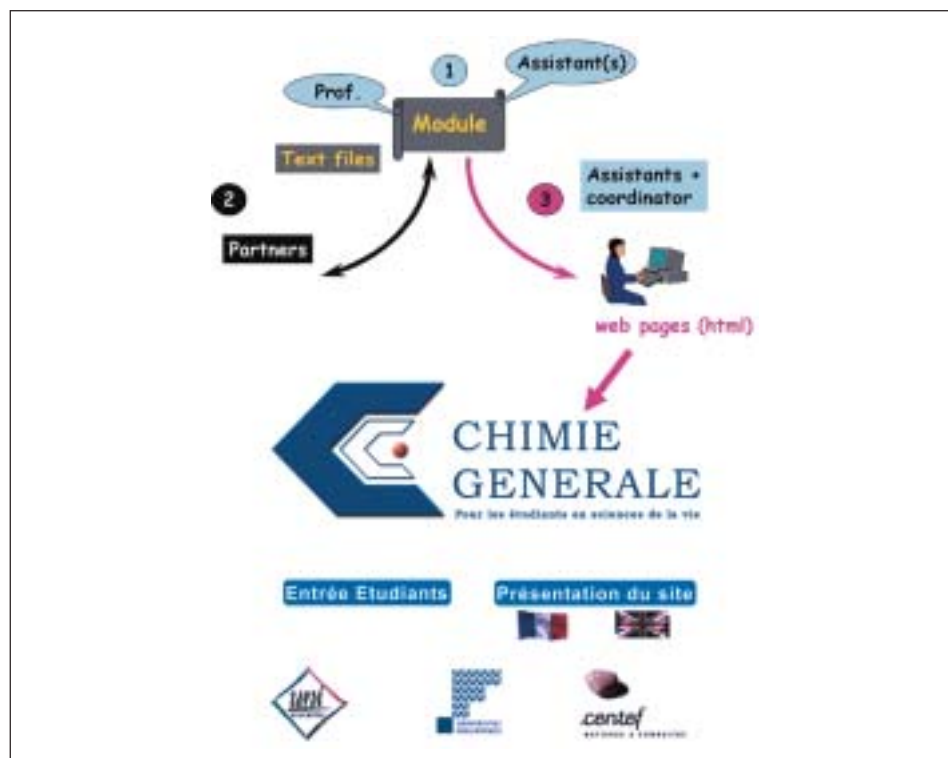 1
Assistant(s)
Prof.
Module
Text files
2
3
Assistants +
coordinator
Partners
web pages (html)
CHIMIE
GENERALE
Pour les étudiants en sciences de la vie
Entrée Etudiants
Présentation du site
centef